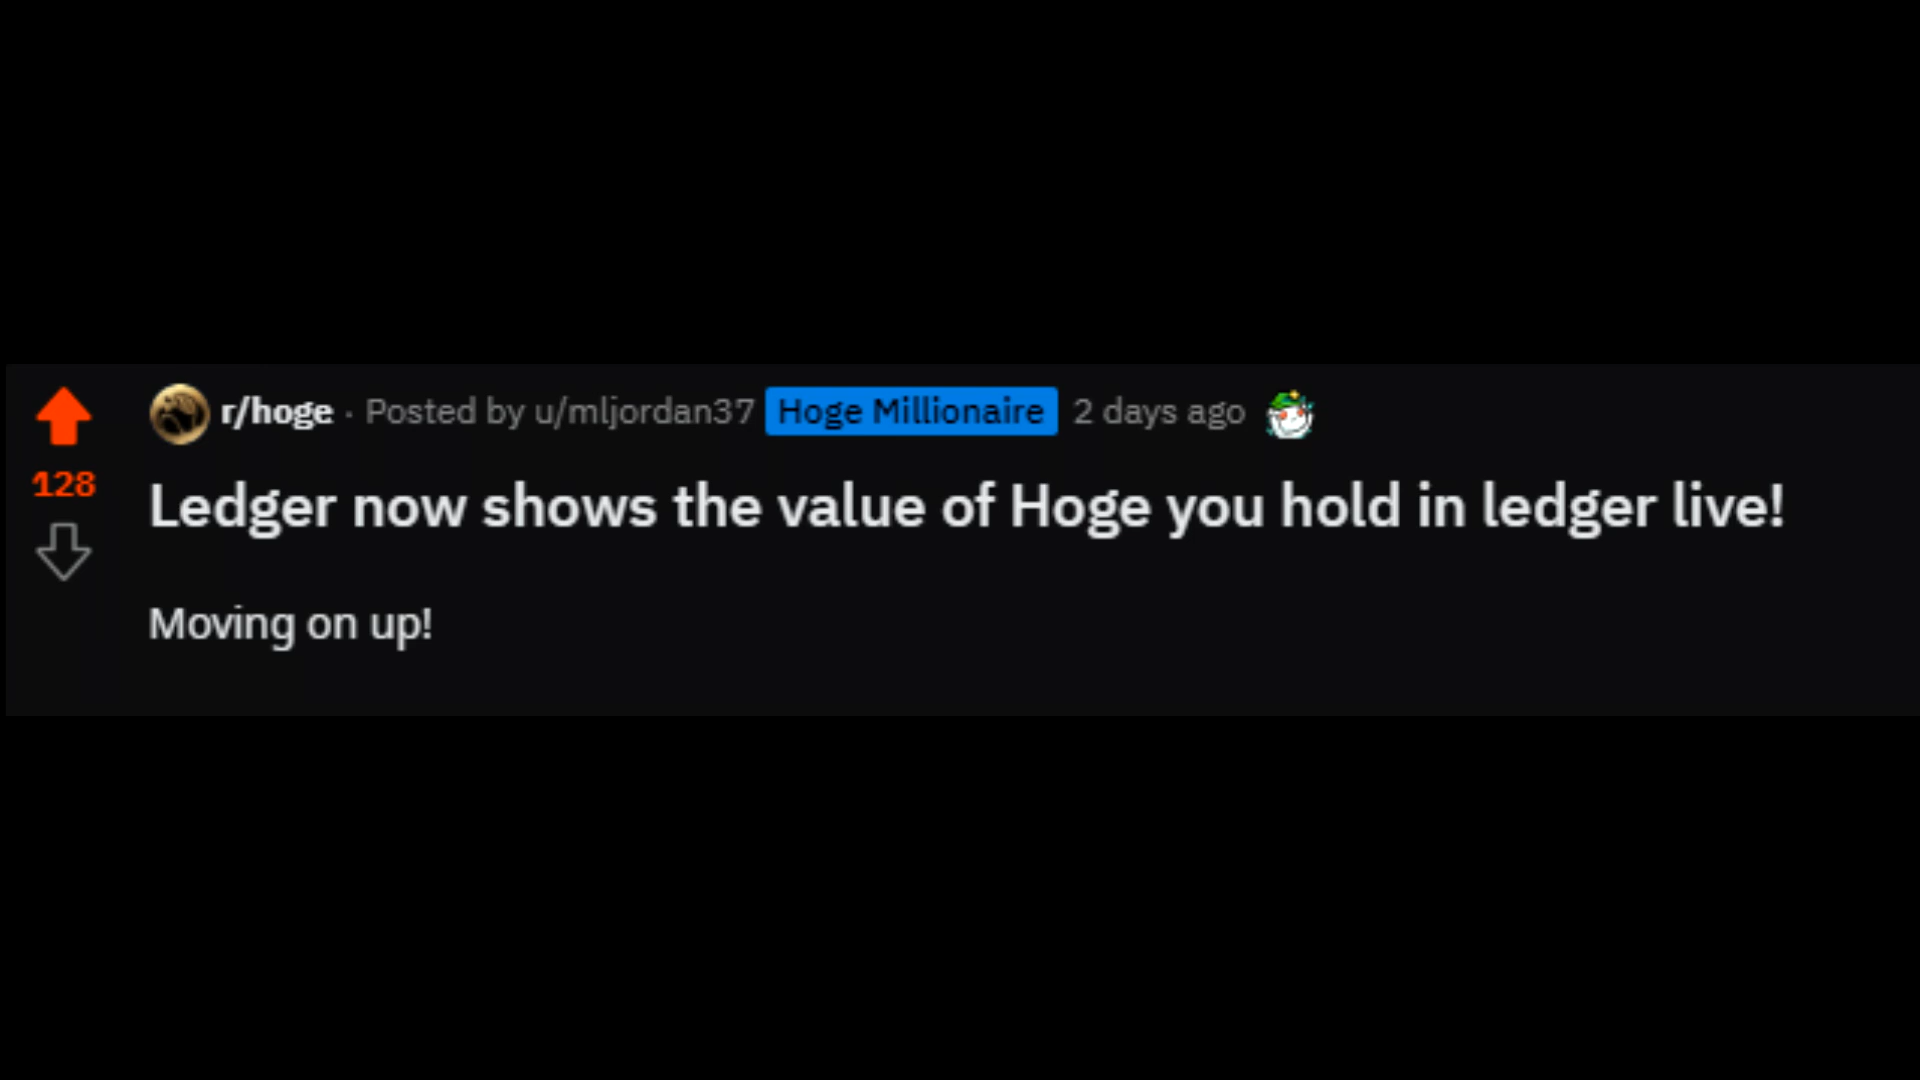 r/hoge · Posted by u/mljordan37 Hoge Millionaire 2 days ago
128
Ledger now shows the value of Hoge you hold in ledger live!
Moving on up!